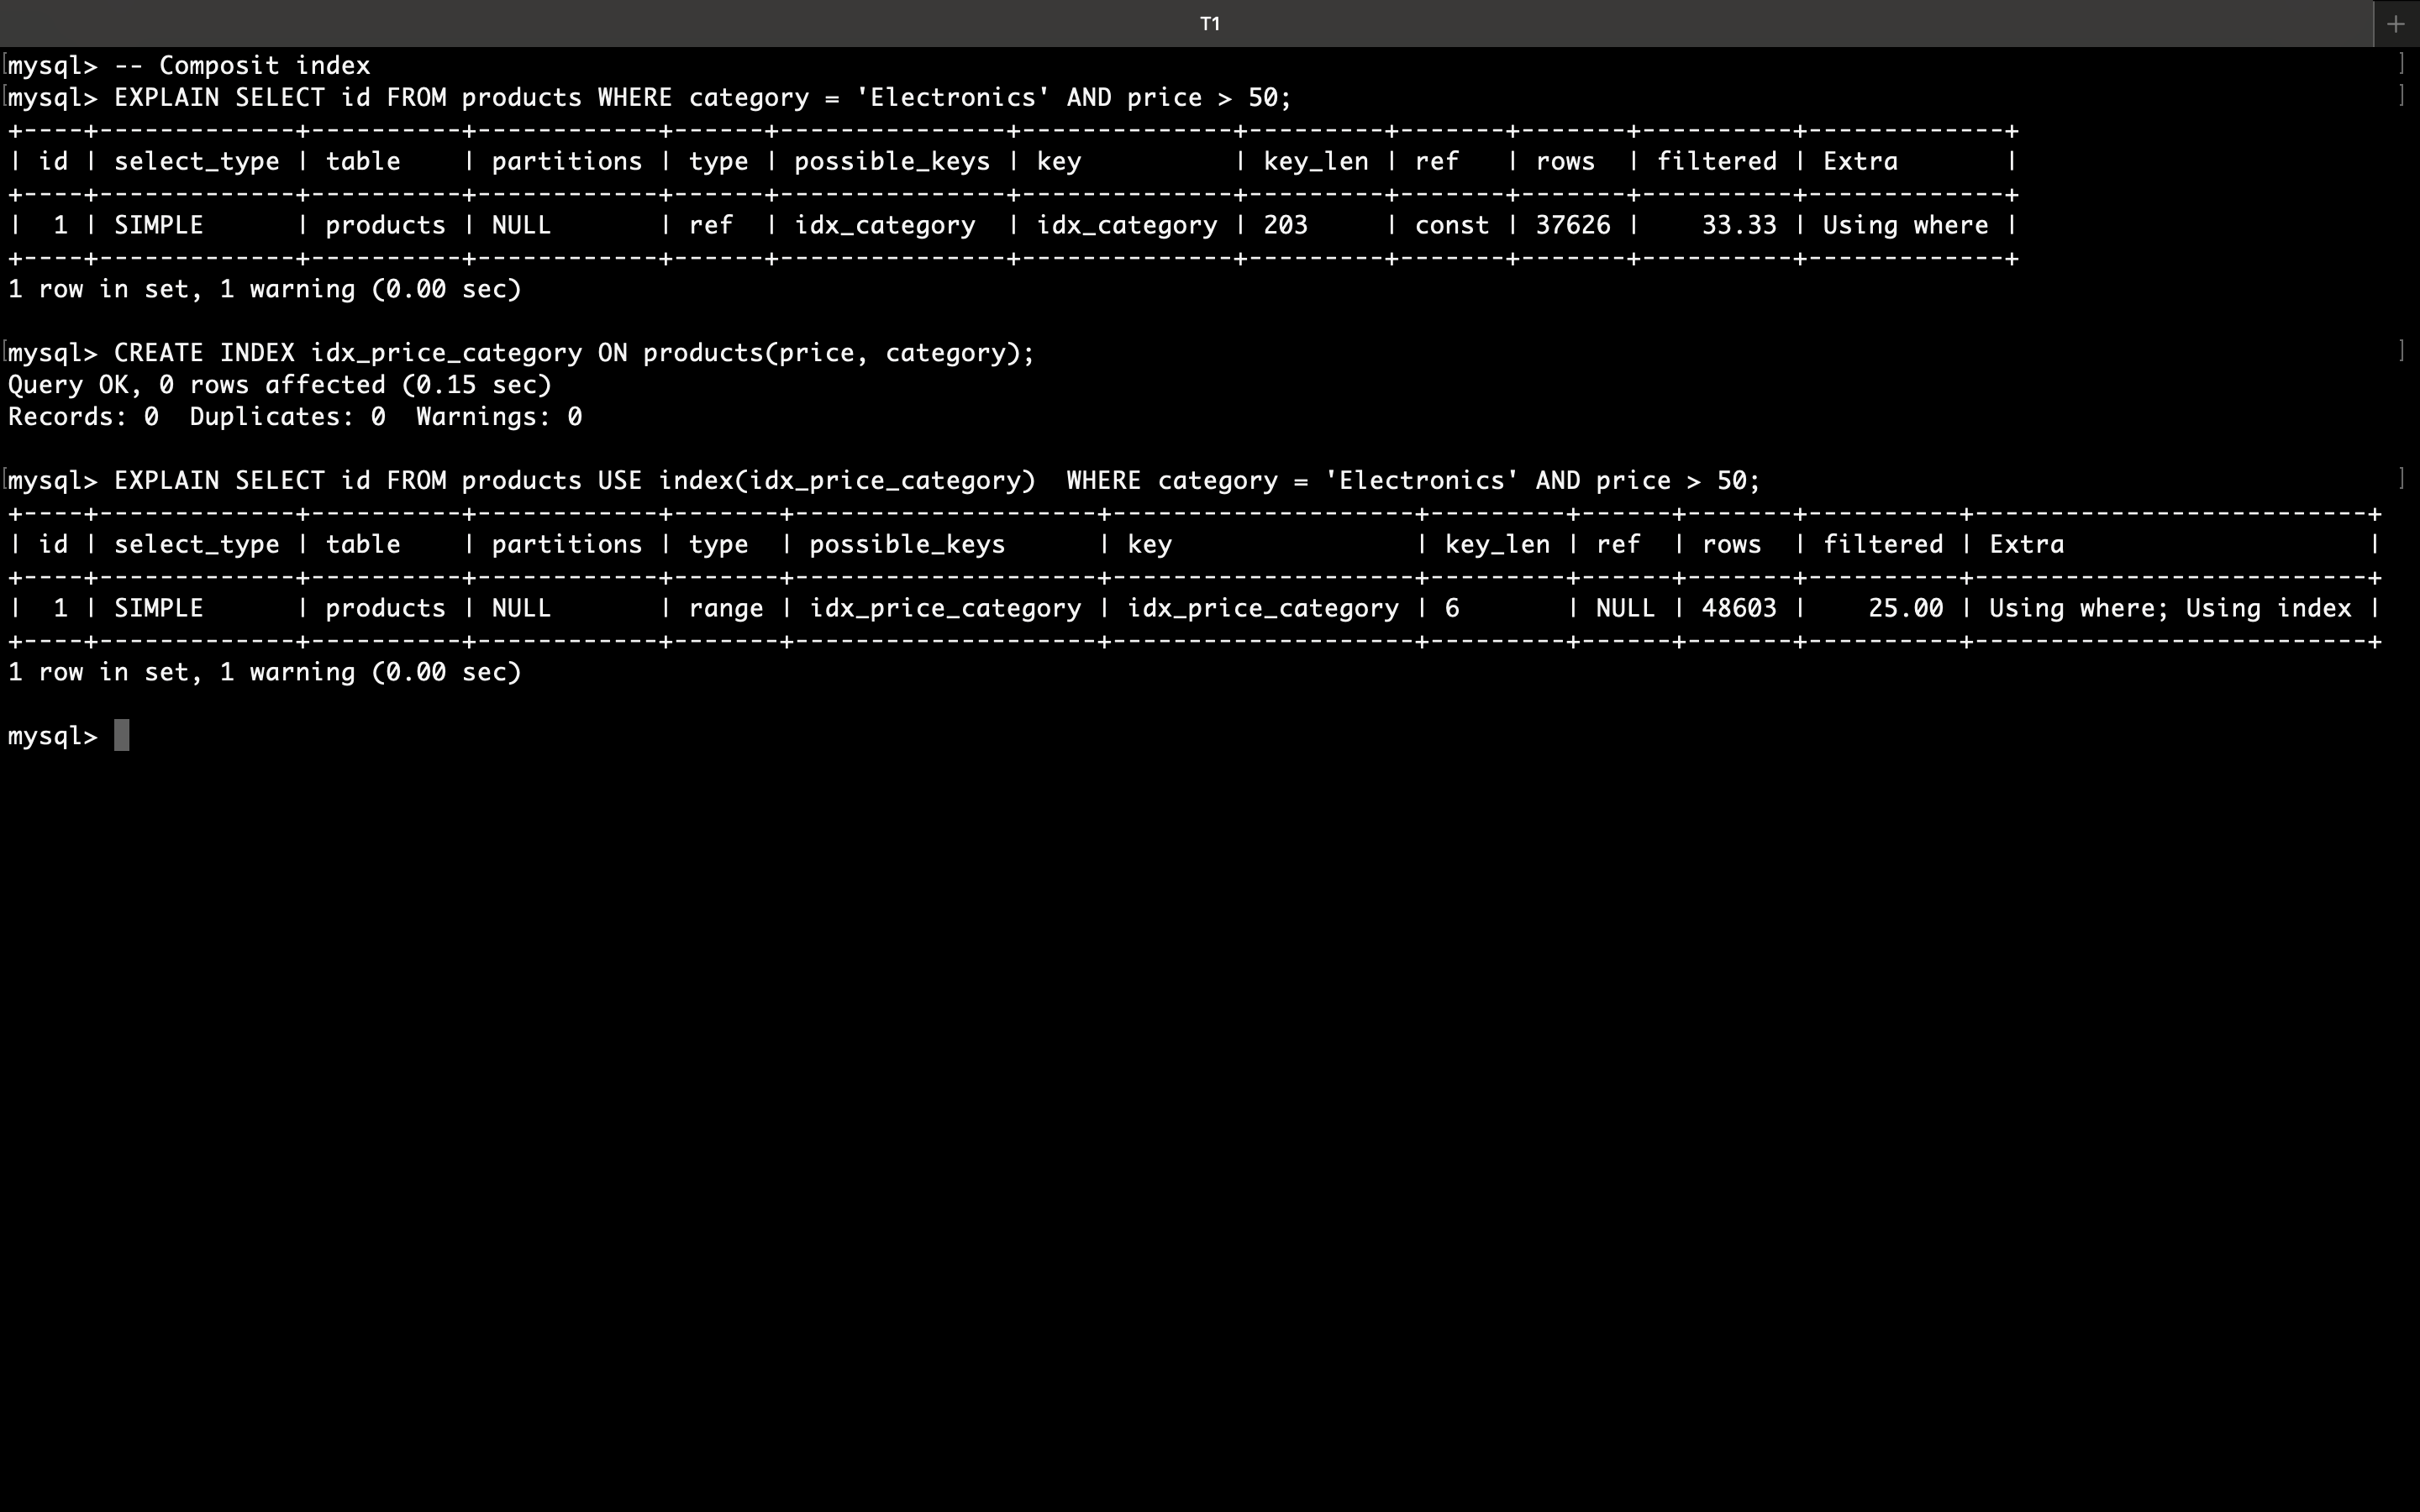 T1
mysql> -- Composit index
mysql> EXPLAIN SELECT id FROM products WHERE category = 'Electronics' AND price > 50;
+----+-------------+----------+------------+------+---------------+--------------+---------+-------+-------+----------+-------------+
| id | select_type | table    | partitions | type | possible_keys | key          | key_len | ref   | rows  | filtered | Extra       |
+----+-------------+----------+------------+------+---------------+--------------+---------+-------+-------+----------+-------------+
|  1 | SIMPLE      | products | NULL       | ref  | idx_category  | idx_category | 203     | const | 37626 |    33.33 | Using where |
+----+-------------+----------+------------+------+---------------+--------------+---------+-------+-------+----------+-------------+
1 row in set, 1 warning (0.00 sec)

mysql> CREATE INDEX idx_price_category ON products(price, category);
Query OK, 0 rows affected (0.15 sec)
Records: 0  Duplicates: 0  Warnings: 0

mysql> EXPLAIN SELECT id FROM products USE index(idx_price_category)  WHERE category = 'Electronics' AND price > 50;
+----+-------------+----------+------------+-------+--------------------+--------------------+---------+------+-------+----------+--------------------------+
| id | select_type | table    | partitions | type  | possible_keys      | key                | key_len | ref  | rows  | filtered | Extra                    |
+----+-------------+----------+------------+-------+--------------------+--------------------+---------+------+-------+----------+--------------------------+
|  1 | SIMPLE      | products | NULL       | range | idx_price_category | idx_price_category | 6       | NULL | 48603 |    25.00 | Using where; Using index |
+----+-------------+----------+------------+-------+--------------------+--------------------+---------+------+-------+----------+--------------------------+
1 row in set, 1 warning (0.00 sec)

mysql>